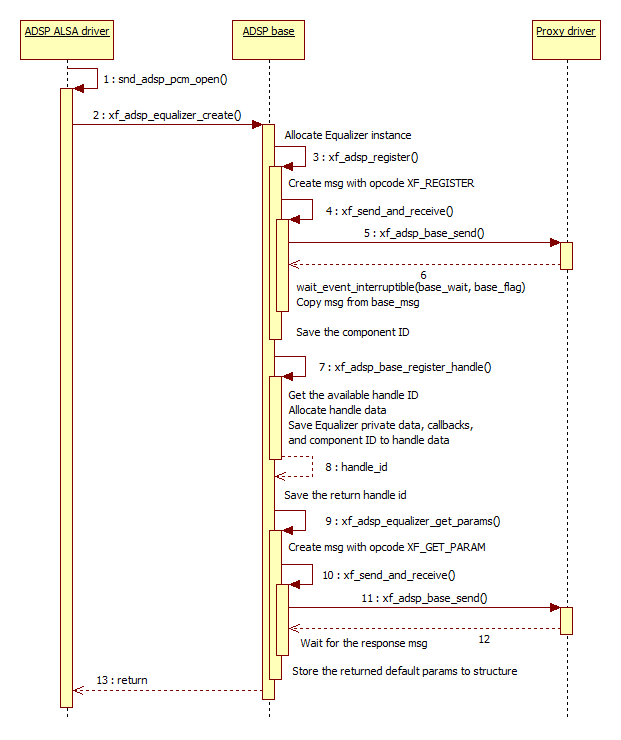 ADSP ALSA driver
ADSP base
Proxy driver
1 : snd_adsp_pcm_open()
2 : xf_adsp_equalizer_create()
Allocate Equalizer instance
3 : xf_adsp_register()
Create msg with opcode XF_REGISTER
4 : xf_send_and_receive()
5 : xf_adsp_base_send()
6
wait_event_interruptible(base_wait, base_flag)
Copy msg from base_msg
Save the component ID
7 : xf_adsp_base_register_handle()
Get the available handle ID
Allocate handle data
Save Equalizer private data, callbacks,
and component ID to handle data
8 : handle_id
Save the return handle id
9 : xf_adsp_equalizer_get_params()
Create msg with opcode XF_GET_PARAM
10 : xf_send_and_receive()
11 : xf_adsp_base_send()
12
Wait for the response msg
Store the returned default params to structure
13 : return